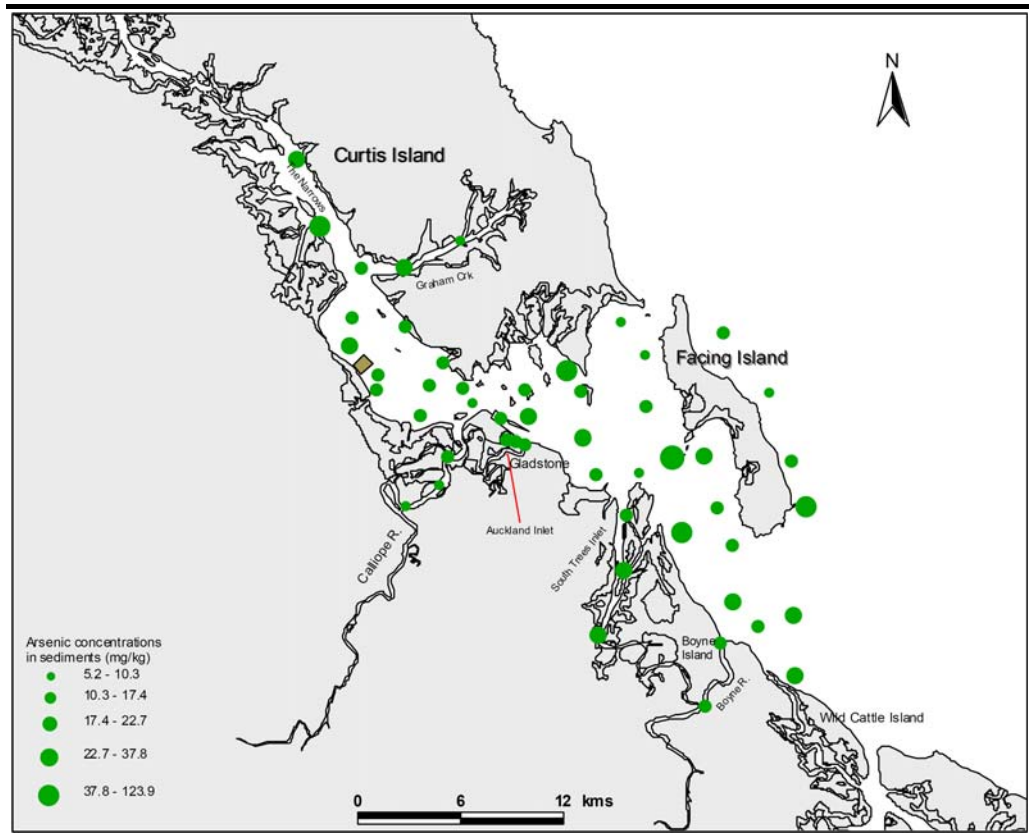 N
Curtis Island
The Narrows
Graham Crk
Facing Island
Gladstone
Auckland Inlet
Calliope R.
South Trees Inlet
Boyne
Island
Boyne R.
Wild Cattle Island
Arsenic concentrations
in sediments (mg/kg)
5.2 - 10.3
10.3 - 17.4
17.4 - 22.7
22.7 - 37.8
37.8 - 123.9
0 6 12 kms